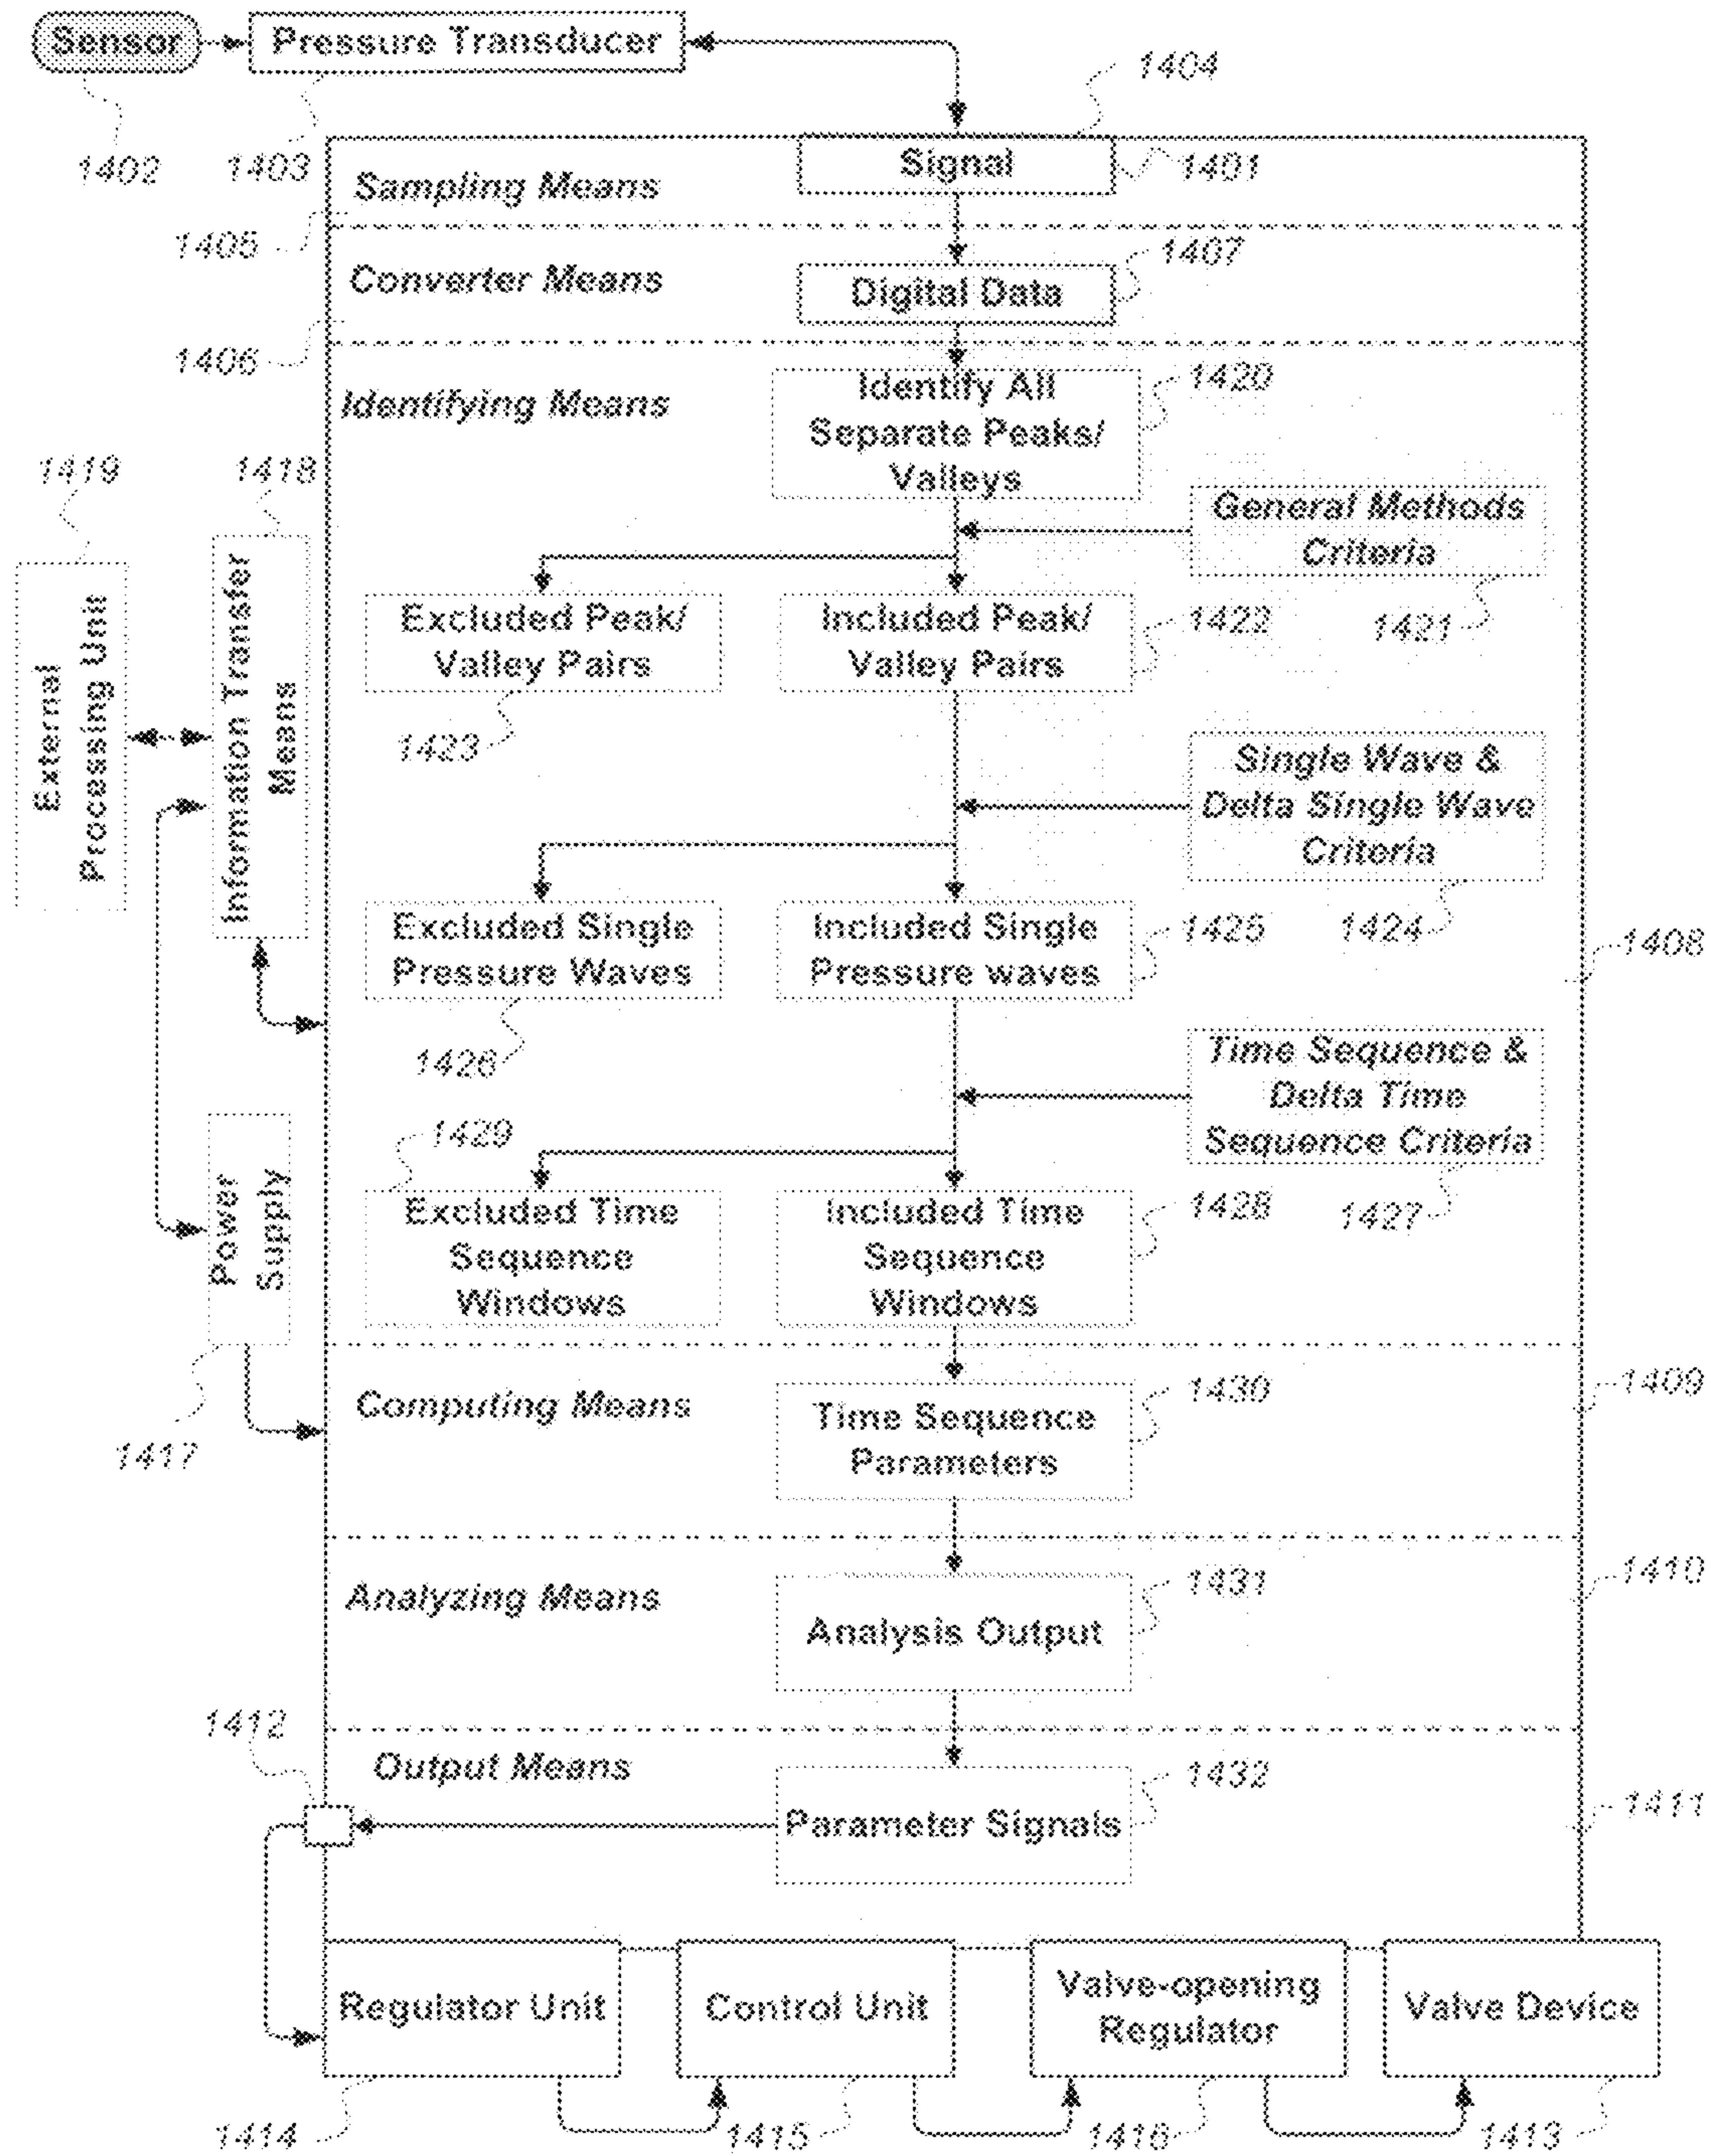 Sensor
Pressure Transducer
1404
1402
1403
Signal
1401
Sampling Means
1405
1407
Converter Means
Digital Data
1406
1420
Identifying Means
Identify All
Separate Peaks/
Valleys
1419
1418
General Methods
Criteria
External
Processing Unit
Information Transfer
Means
Excluded Peak/
Valley Pairs
Included Peak/
Valley Pairs
1422
1421
1423
Single Wave &
Delta Single Wave
Criteria
Excluded Single
Pressure Waves
Included Single
Pressure waves
1425
1424
1408
1426
Time Sequence &
Delta Time
Sequence Criteria
1429
Power
Supply
Excluded Time
Sequence
Windows
Included Time
Sequence
Windows
1428
1427
1409
Computing Means
1430
Time Sequence
Parameters
1417
1410
Analyzing Means
1431
Analysis Output
1412
Output Means
1432
Parameter Signals
1411
Regulator Unit
Control Unit
Valve-opening
Regulator
Valve Device
1414
1415
1416
1413